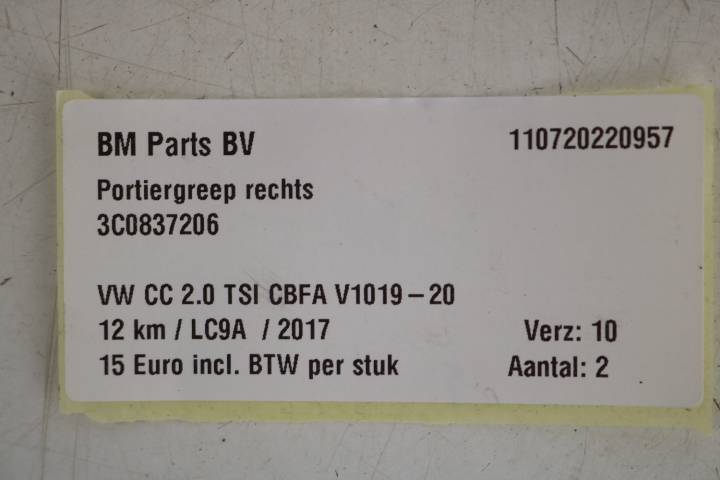 BM Parts BV 110720220957
Portiergreep rechts
3C0837206
VW CC 2.0 TSI CBFA V1019-20
12 km / LC9A / 2017 Verz: 10
15 Euro incl. BTW per stuk Aantal: 2